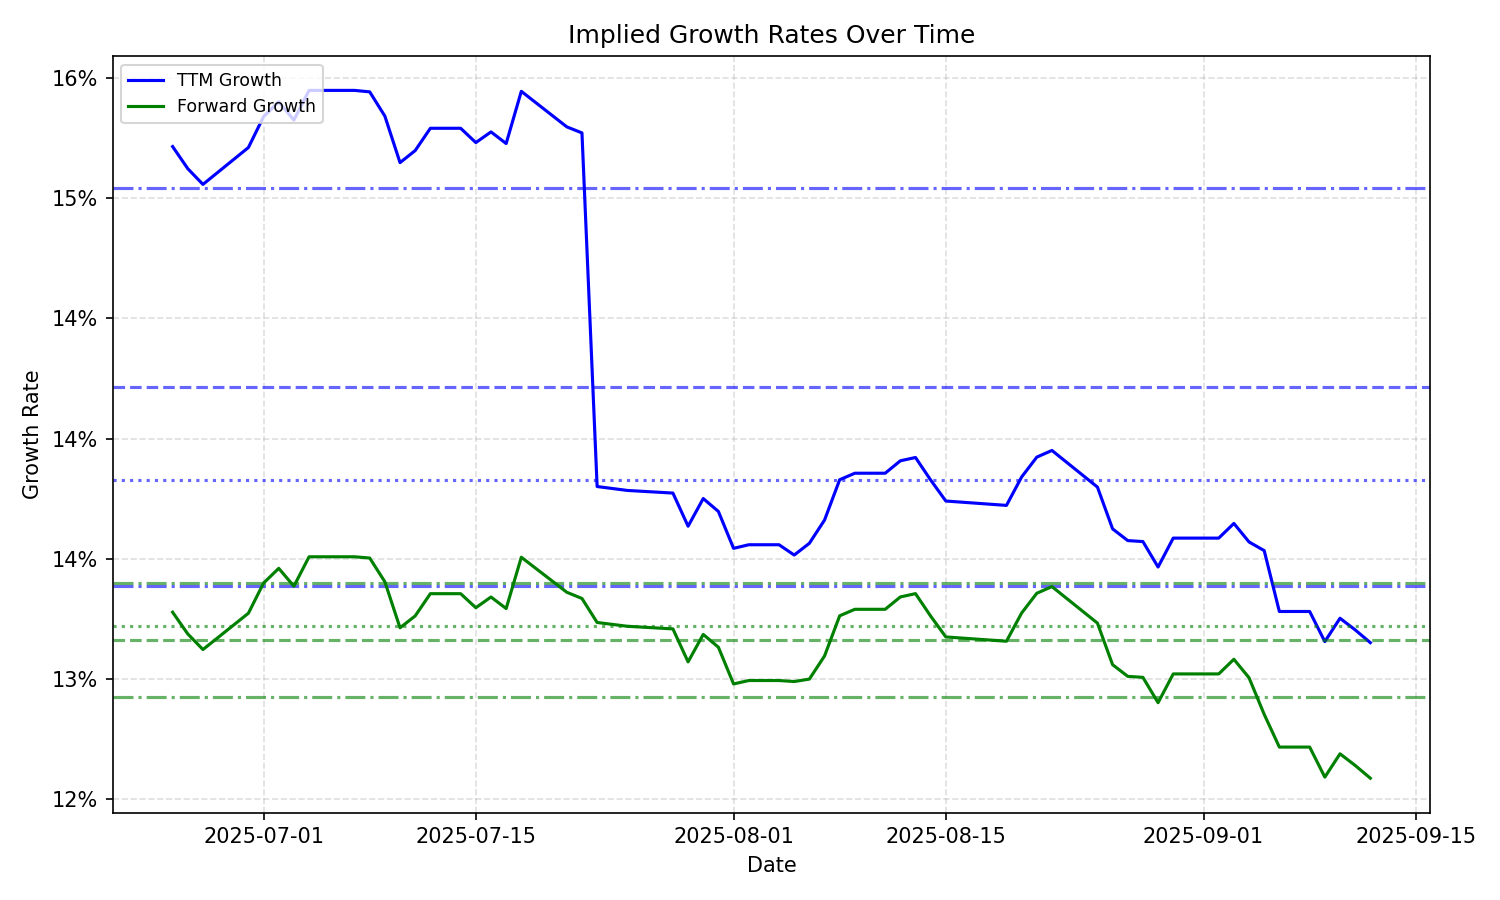 Implied Growth Rates Over Time
TTM Growth
Forward Growth
Growth Rate
16%
15%
14%
14%
14%
13%
12%
2025-07-01
2025-07-15
2025-08-01
2025-08-15
2025-09-01
2025-09-15
Date